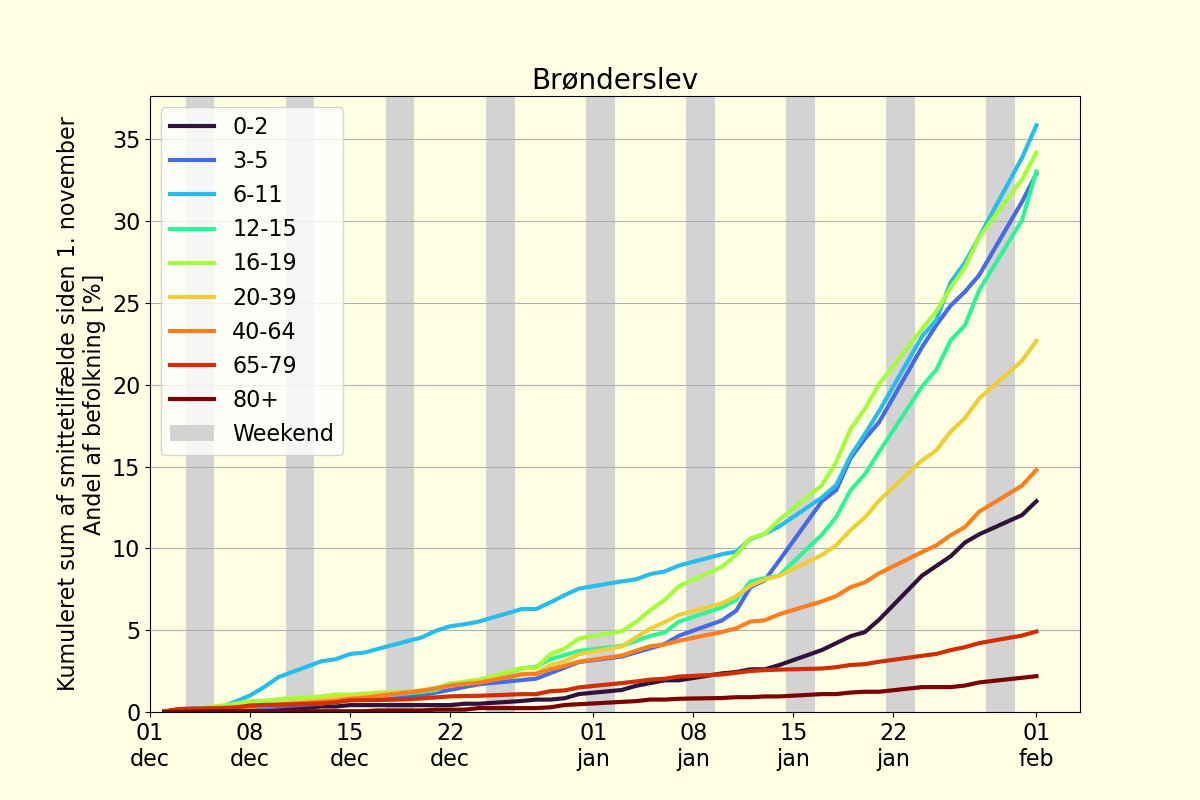 Brønderslev
Kumuleret sum af smittetilfælde siden 1. november
Andel af befolkning [%]
35
30
25
20
15
10
5
0
0-2
3-5
6-11
12-15
16-19
20-39
40-64
65-79
80+
Weekend
01 08 15 22 01 08 15 22 01
dec dec dec dec jan jan jan jan feb